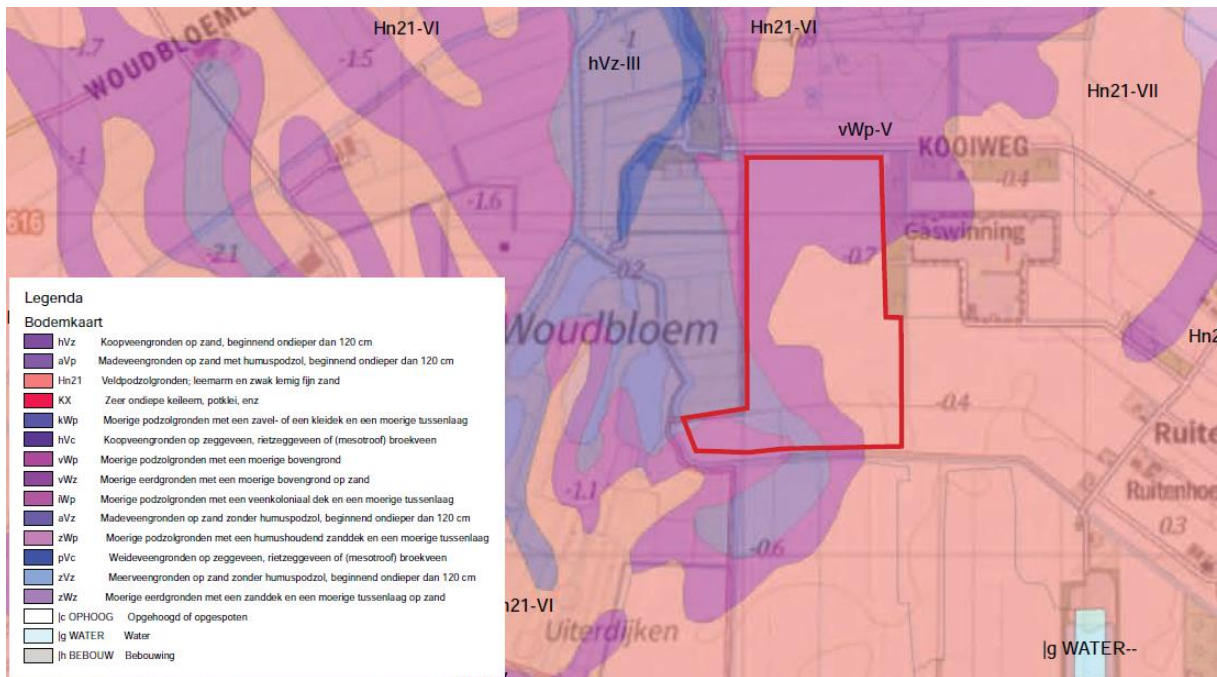 -1.7
WOUDBLOEME
Hn21-VI
-1.5
-1
hVz-III
Hn21-VI
Hn21-VII
vWp-V
KOOIWEG
-0.4
-1
-1.6
616
-2.1
-0.2
-0.7
Gaswinning
Woudbloem
-0.4
-1.1
-0.6
Ruite
Ruitenhoe
0.3
n21-VI
Uiterdijken
|g WATER--
Legenda
Bodemkaart
hVz Koopveengronden op zand, beginnend ondieper dan 120 cm
aVp Madeveengronden op zand met humuspodzol, beginnend ondieper dan 120 cm
Hn21 Veldpodzolgronden; leemarm en zwak lemig fijn zand
KX Zeer ondiepe keileem, potklei, enz
kWp Moerige podzolgronden met een zavel- of een kleidek en een moerige tussenlaag
hVc Koopveengronden op zeggeveen, rietzeggeveen of (mesotroof) broekveen
vWp Moerige podzolgronden met een moerige bovengrond
vWz Moerige eerdgronden met een moerige bovengrond op zand
iWp Moerige podzolgronden met een veenkoloniaal dek en een moerige tussenlaag
aVz Madeveengronden op zand zonder humuspodzol, beginnend ondieper dan 120 cm
zWp Moerige podzolgronden met een humushoudend zanddek en een moerige tussenlaag
pVc Weideveengronden op zeggeveen, rietzeggeveen of (mesotroof) broekveen
zVz Meerveengronden op zand zonder humuspodzol, beginnend ondieper dan 120 cm
zWz Moerige eerdgronden met een zanddek en een moerige tussenlaag op zand
|c OPHOOG Opgehoogd of opgespoten
|g WATER Water
|h BEBOUW Bebouwing